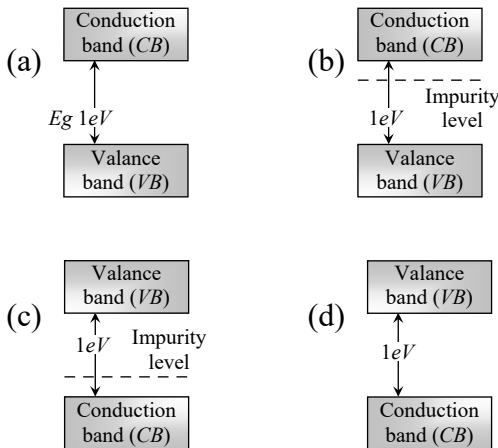 (a)
Conduction
band (CB)
Eg 1eV
Valance
band (VB)
(b)
Conduction
band (CB)
Impurity
level
1eV
Valance
band (VB)
(c)
Valance
band (VB)
1eV
Impurity
level
Conduction
band (CB)
(d)
Valance
band (VB)
1eV
Conduction
band (CB)